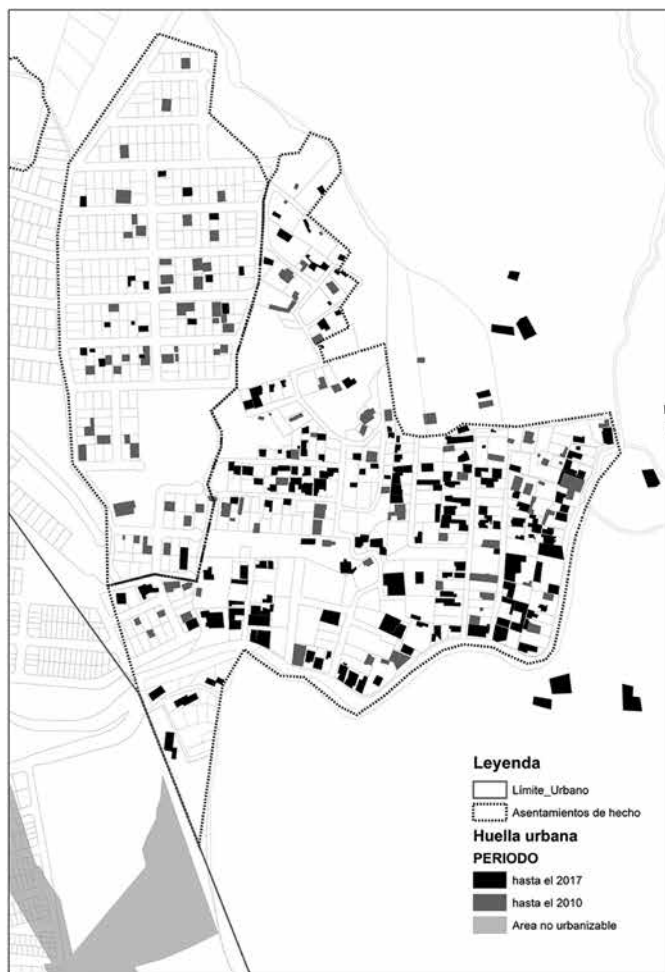 Leyenda
Límite_Urbano
Asentamientos de hecho
Huella urbana
PERIODO
hasta el 2017
hasta el 2010
Area no urbanizable